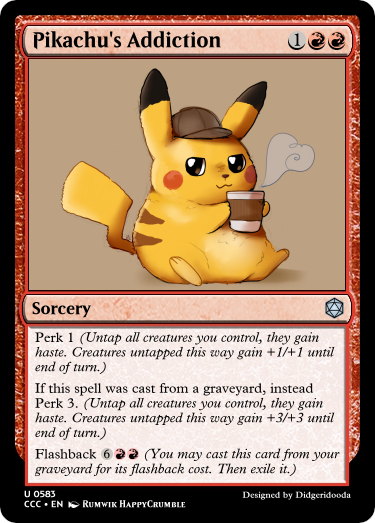 Pikachu's Addiction 1
Sorcery
Perk 1 (Untap all creatures you control, they gain
haste. Creatures untapped this way gain +1/+1 until
end of turn.)
If this spell was cast from a graveyard, instead
Perk 3. (Untap all creatures you control, they gain
haste. Creatures untapped this way gain +3/+3 until
end of turn.)
Flashback 6 (You may cast this card from your
graveyard for its flashback cost. Then exile it.)
U 0583
CCC • EN Rumwik HappyCrumble
Designed by Didgeridooda